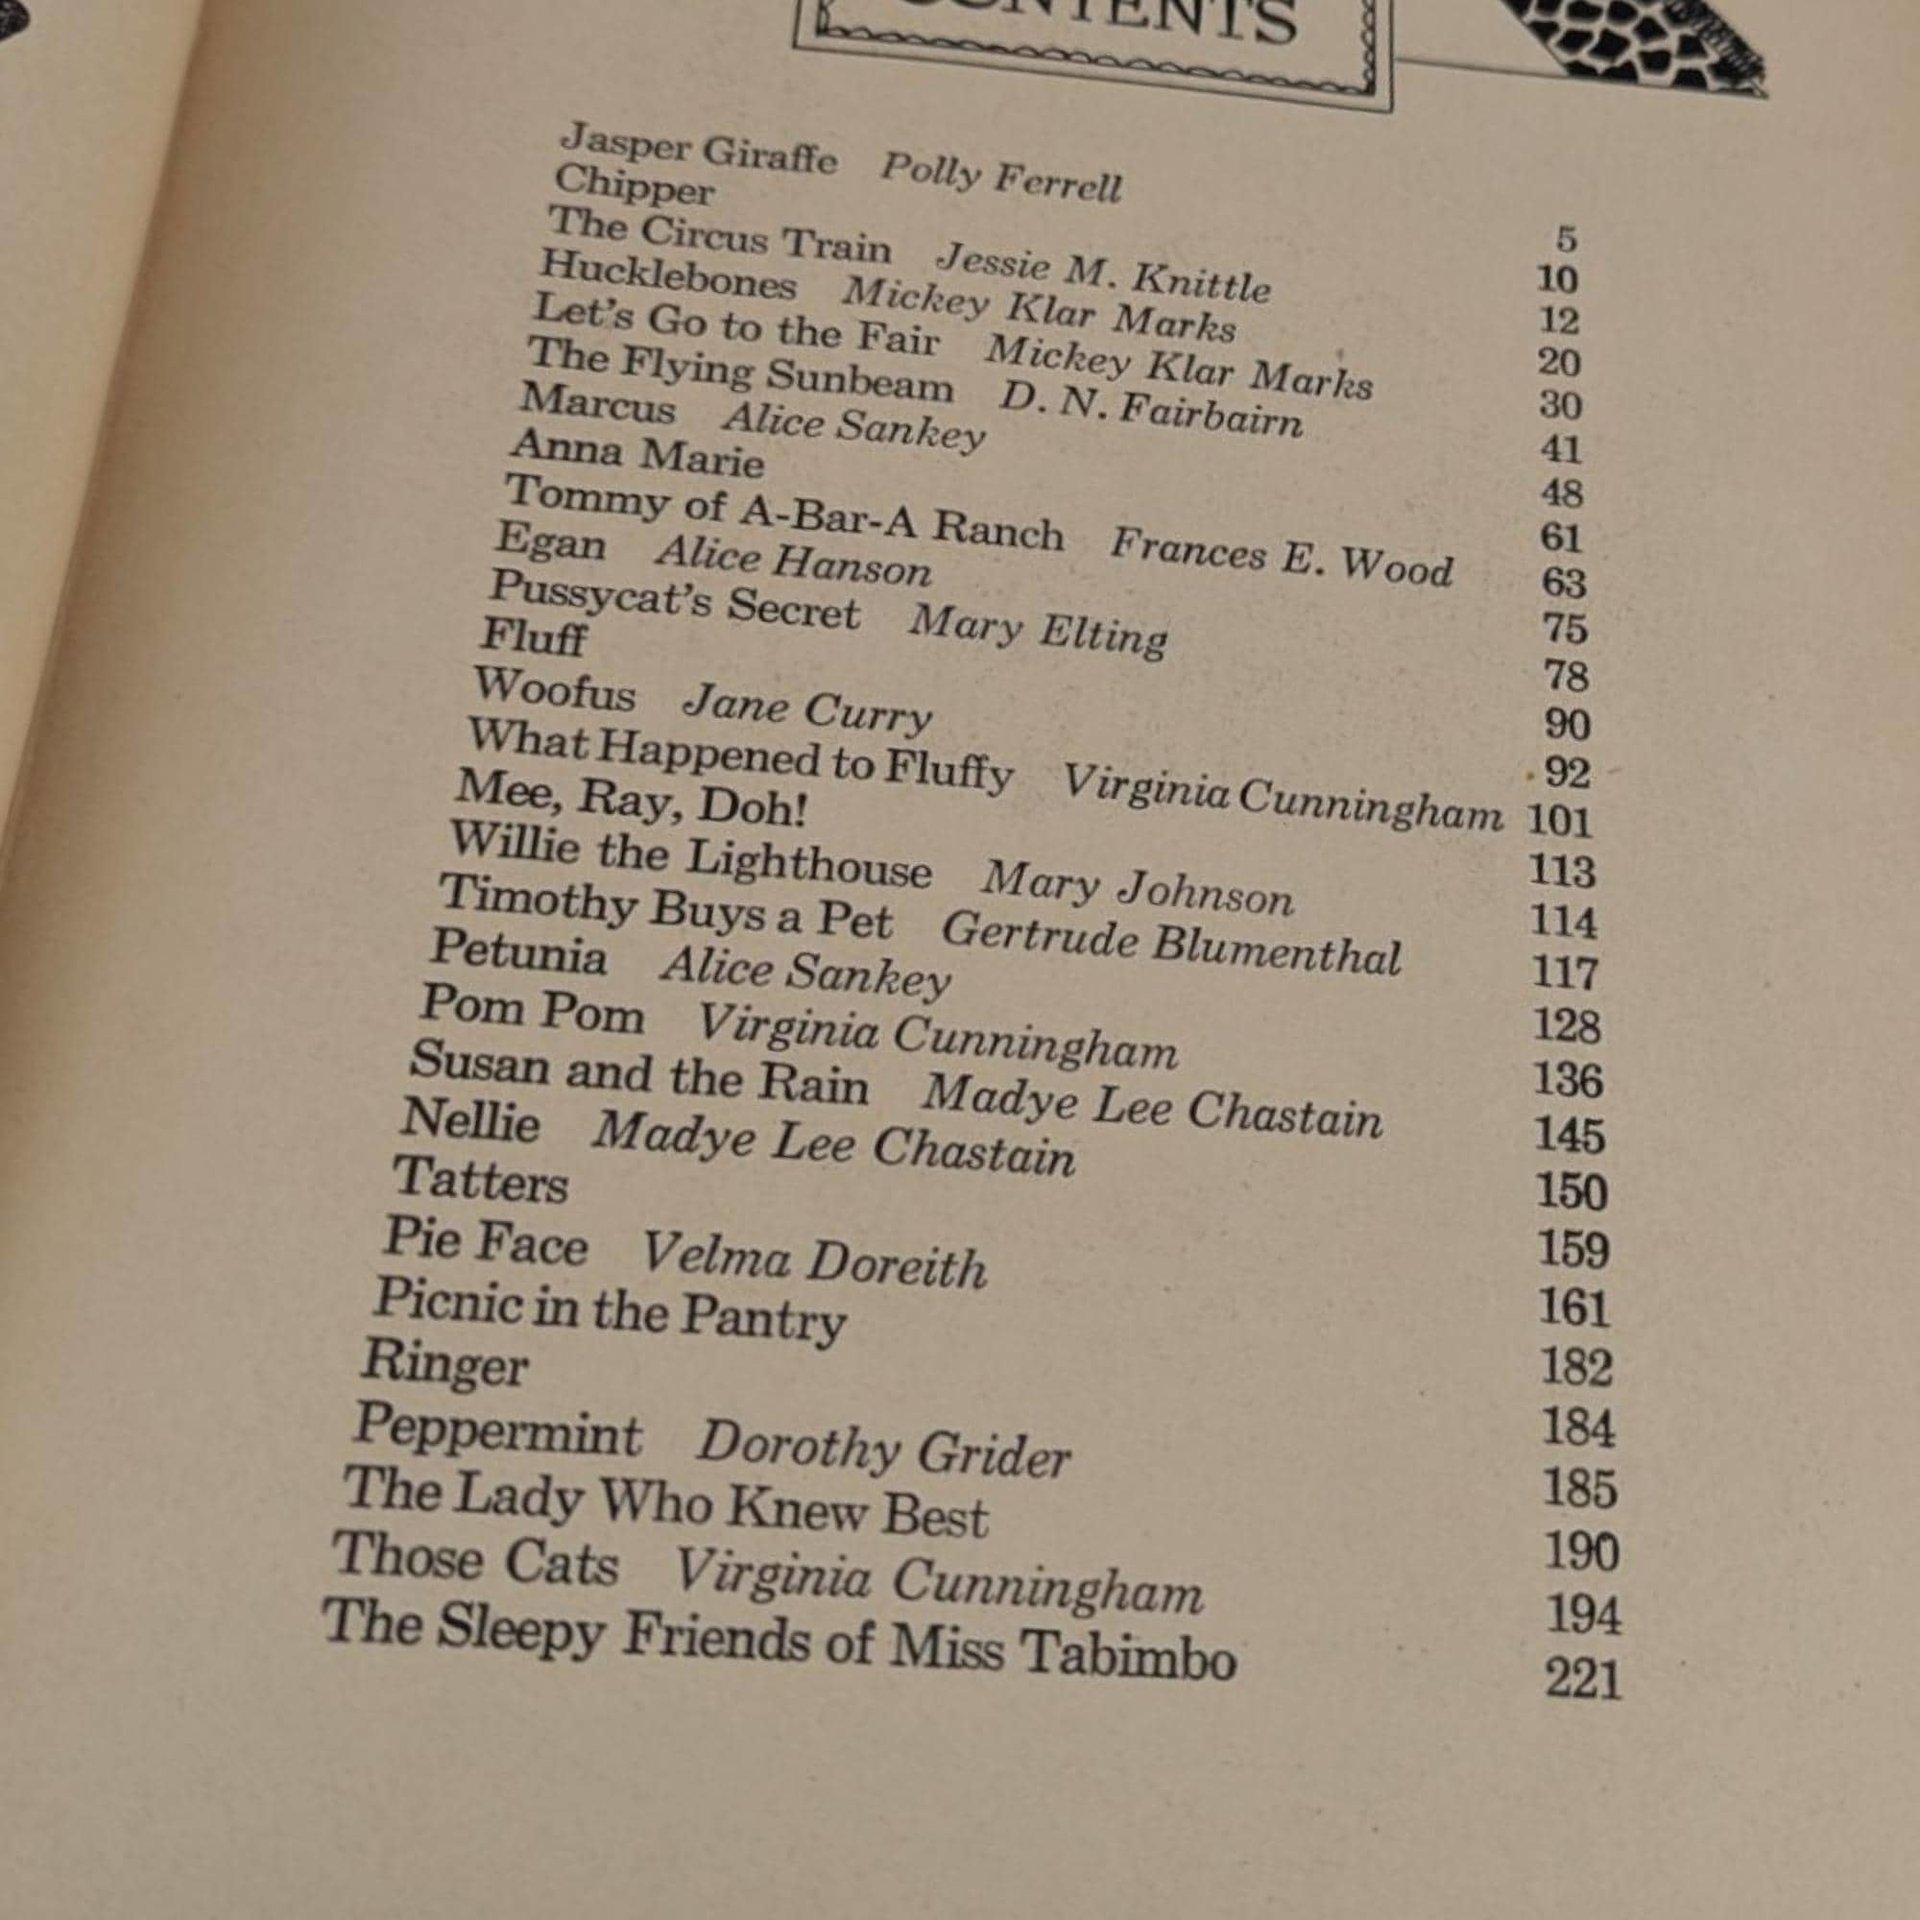 CONTENTS
Jasper Giraffe Polly Ferrell 5
Chipper 10
The Circus Train Jessie M. Knittle 12
Hucklebones Mickey Klar Marks 20
Let's Go to the Fair Mickey Klar Marks 30
The Flying Sunbeam D. N. Fairbairn 41
Marcus Alice Sankey 48
Anna Marie 61
Tommy of A-Bar-A Ranch Frances E. Wood 63
Egan Alice Hanson 75
Pussycat's Secret Mary Elting 78
Fluff 90
Woofus Jane Curry 92
What Happened to Fluffy Virginia Cunningham 101
Mee, Ray, Doh! 113
Willie the Lighthouse Mary Johnson 114
Timothy Buys a Pet Gertrude Blumenthal 117
Petunia Alice Sankey 128
Pom Pom Virginia Cunningham 136
Susan and the Rain Madye Lee Chastain 145
Nellie Madye Lee Chastain 150
Tatters 159
Pie Face Velma Doreith 161
Picnic in the Pantry 182
Ringer 184
Peppermint Dorothy Grider 185
The Lady Who Knew Best 190
Those Cats Virginia Cunningham 194
The Sleepy Friends of Miss Tabimbo 221